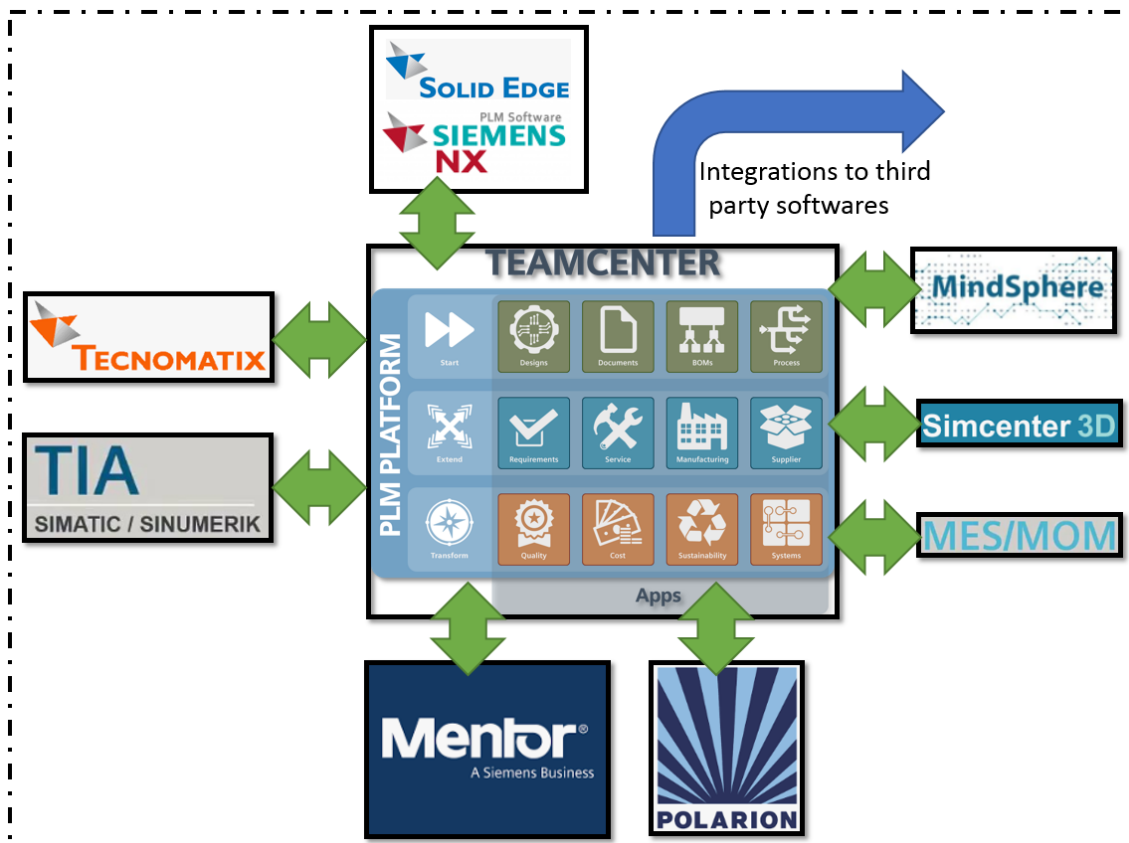 SOLID EDGE
PLM Software
SIEMENS
NX
Integrations to third
party softwares
TEAMCENTER
MindSphere
TECNOMATIX
PLM PLATFORM
Start
Designs
Documents
BOMs
Process
Simcenter 3D
TIA
SIMATIC / SINUMERIK
Extend
Requirements
Service
Manufacturing
Supplier
MES/MOM
Transform
Quality
Cost
Sustainability
Systems
Apps
Mentor®
A Siemens Business
POLARION